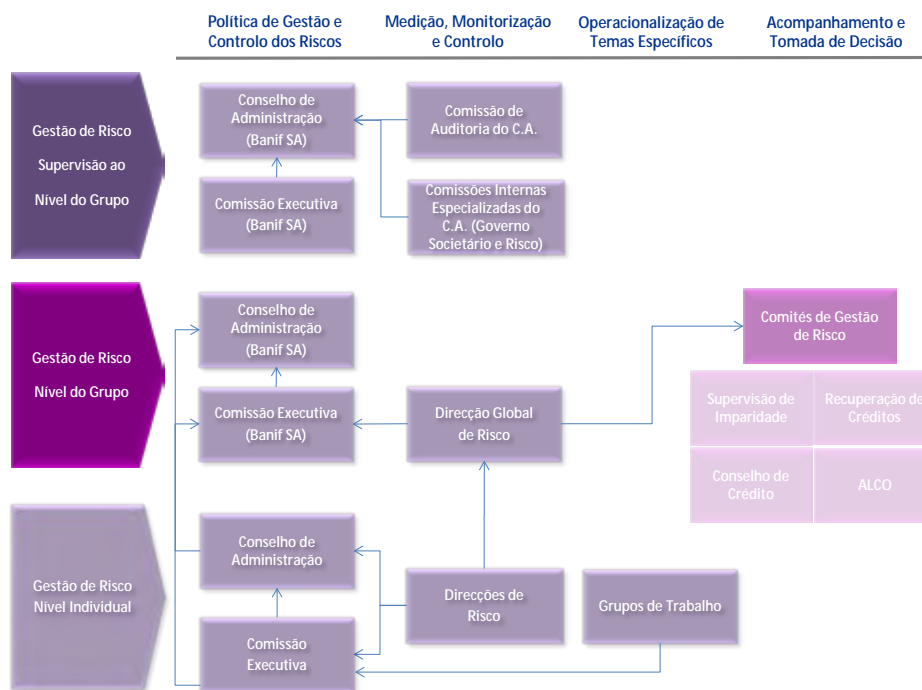 Política de Gestão e
Controlo dos Riscos
Medição, Monitorização
e Controlo
Operacionalização de
Temas Específicos
Acompanhamento e
Tomada de Decisão
Gestão de Risco
Supervisão ao
Nível do Grupo
Conselho de
Administração
(Banif SA)
Comissão de
Auditoria do C.A.
Comissão Executiva
(Banif SA)
Comissões Internas
Especializadas do
C.A. (Governo
Societário e Risco)
Gestão de Risco
Nível do Grupo
Conselho de
Administração
(Banif SA)
Comités de Gestão
de Risco
Comissão Executiva
(Banif SA)
Direcção Global
de Risco
Supervisão de
Imparidade
Recuperação de
Créditos
Conselho de
Crédito
ALCO
Gestão de Risco
Nível Individual
Conselho de
Administração
Direcções de
Risco
Grupos de Trabalho
Comissão
Executiva